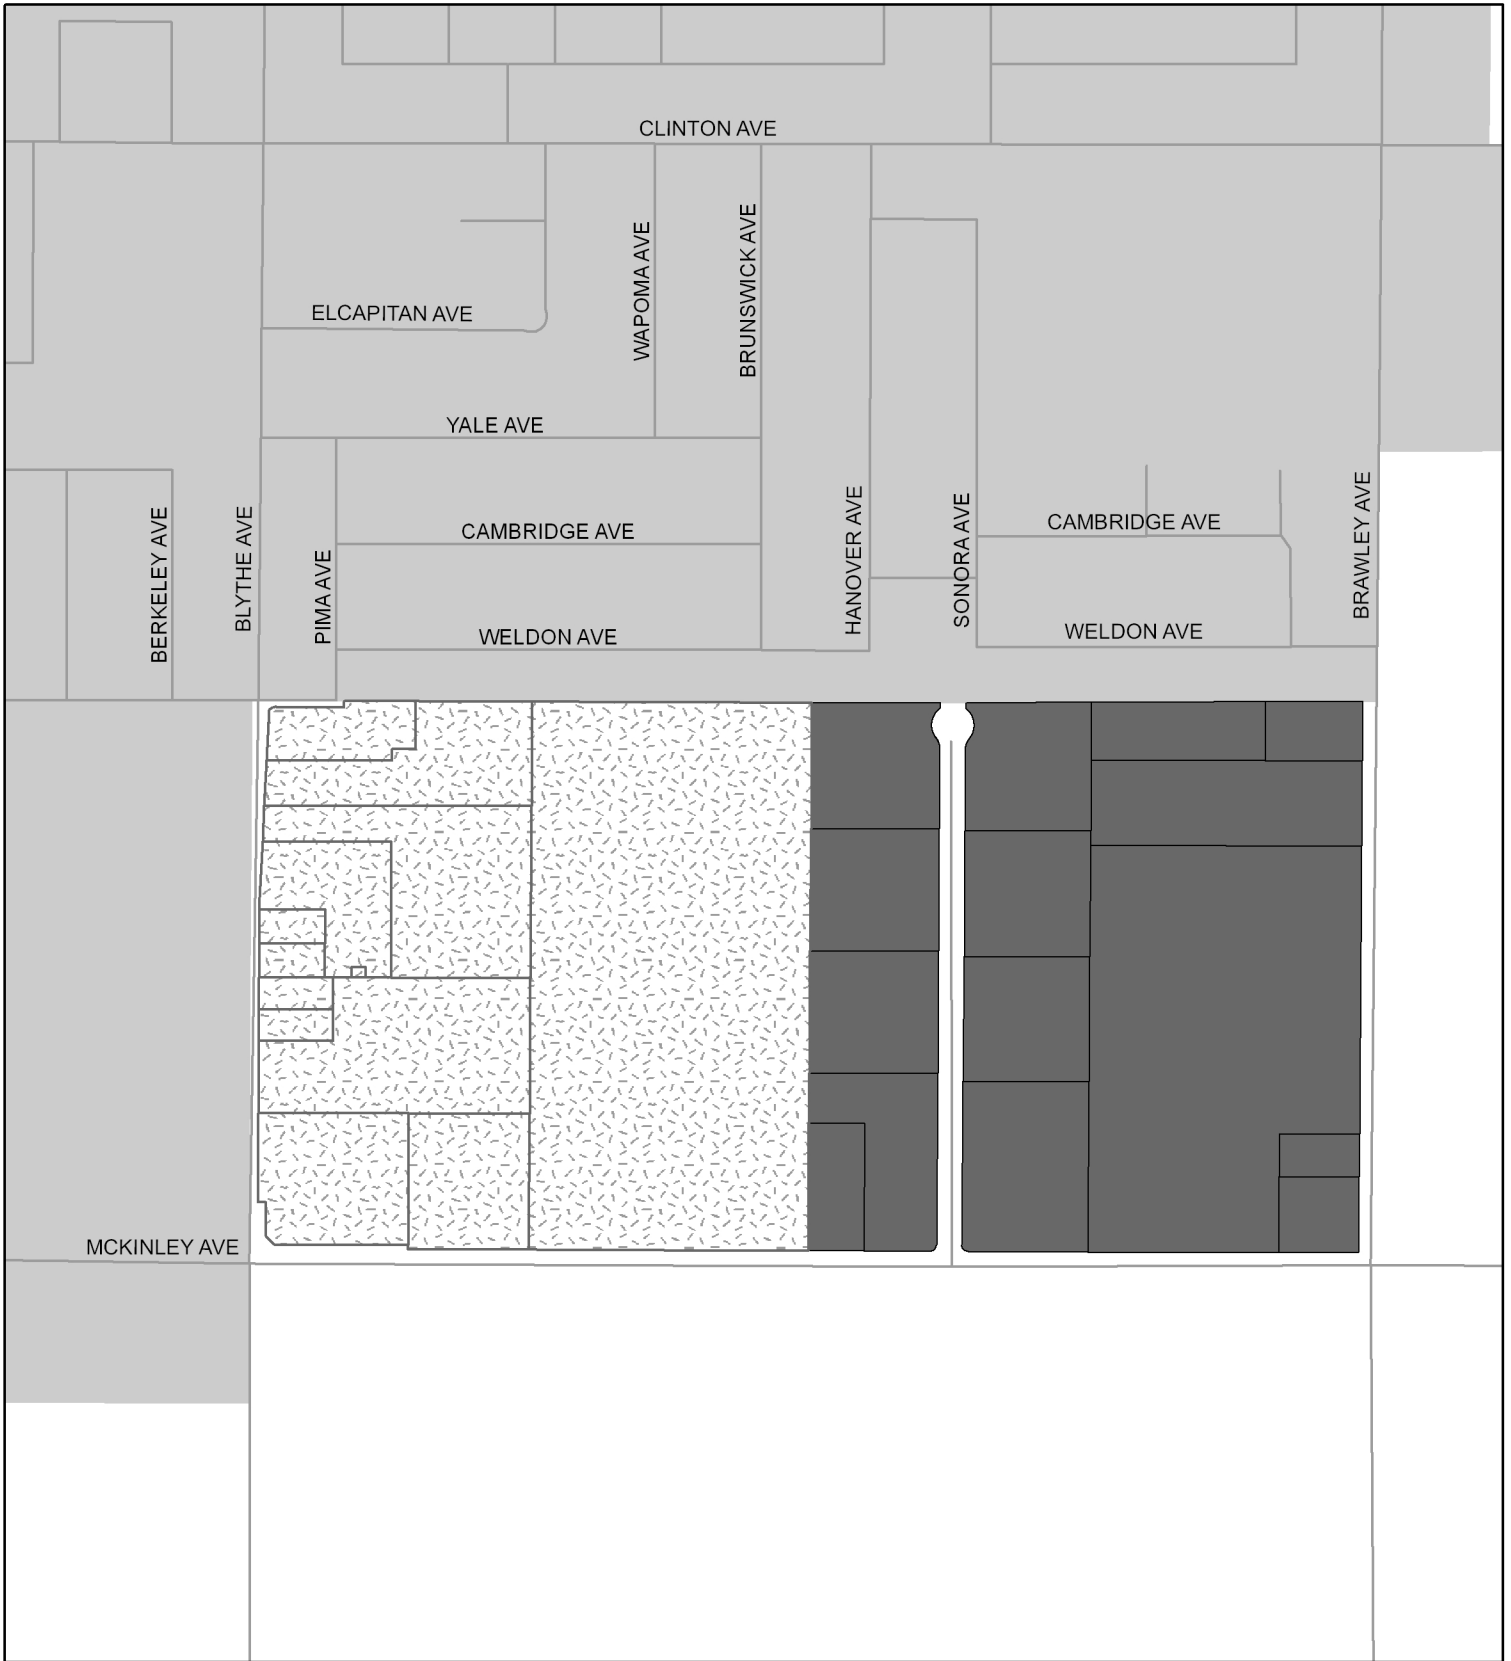 CLINTON AVE
WAPOMA AVE
BRUNSWICK AVE
ELCAPITAN AVE
YALE AVE
BERKELEY AVE
BLYTHE AVE
PIMA AVE
CAMBRIDGE AVE
HANOVER AVE
SONORA AVE
CAMBRIDGE AVE
BRAWLEY AVE
WELDON AVE
WELDON AVE
MCKINLEY AVE